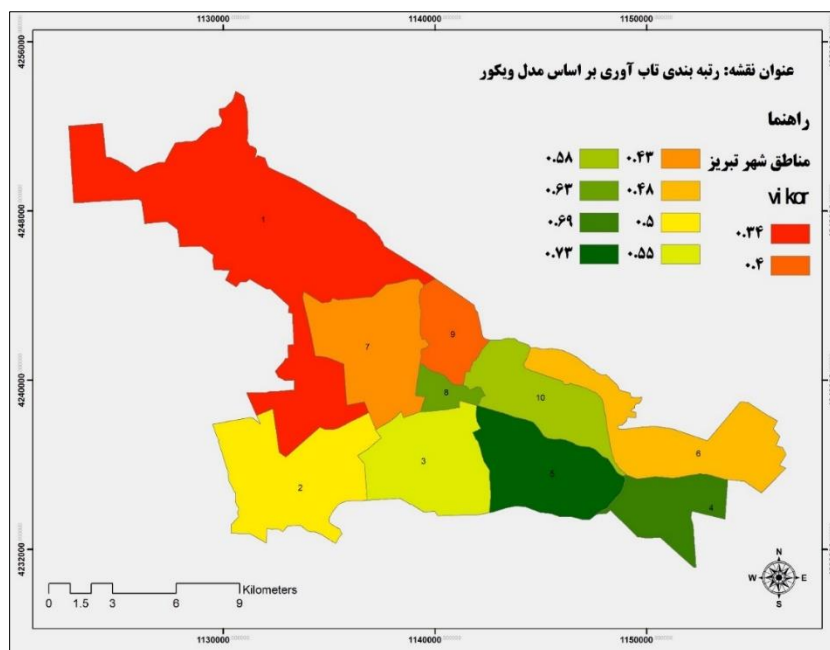 1130000 1140000 1150000
4256000
عنوان نقشه: رتبه بندی تاب آوری بر اساس مدل ویکور
راهنما
مناطق شهر تبریز
vikor
۰.۳۴
۰.۴
۰.۴۳
۰.۴۸
۰.۵
۰.۵۵
۰.۵۸
۰.۶۳
۰.۶۹
۰.۷۳
4248000
1
7
9
4240000
8
10
6
3
2
4
4232000
N
W E
S
Kilometers
0 1.5 3 6 9
1130000 1140000 1150000